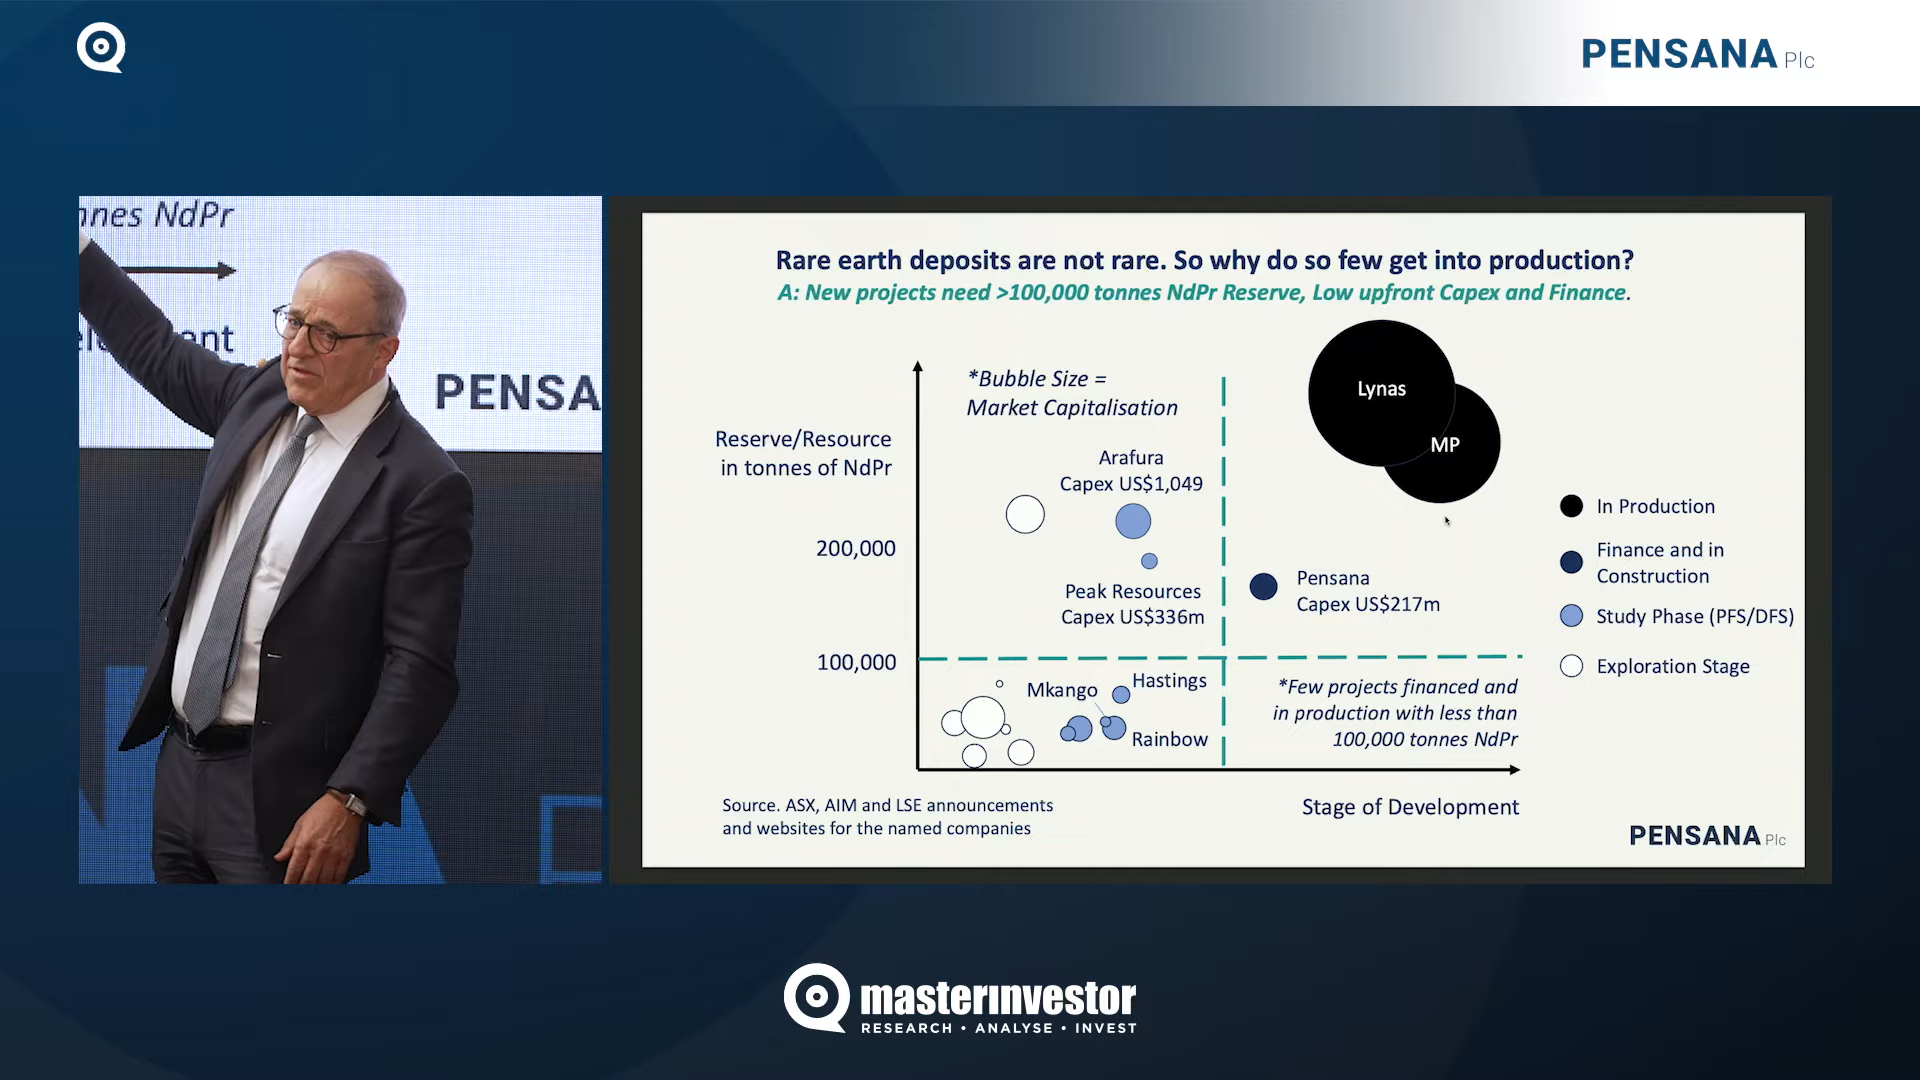 PENSANA Plc
nnes NdPr
ent
PENSA
Rare earth deposits are not rare. So why do so few get into production?
A: New projects need >100,000 tonnes NdPr Reserve, Low upfront Capex and Finance.
*Bubble Size =
Market Capitalisation
Reserve/Resource
in tonnes of NdPr
200,000
100,000
Arafura
Capex US$1,049
Peak Resources
Capex US$336m
Lynas
MP
Pensana
Capex US$217m
In Production
Finance and in
Construction
Study Phase (PFS/DFS)
Exploration Stage
Mkango
Hastings
Rainbow
*Few projects financed and
in production with less than
100,000 tonnes NdPr
Stage of Development
Source. ASX, AIM and LSE announcements
and websites for the named companies
PENSANA Plc
masterinvestor
RESEARCH • ANALYSE • INVEST